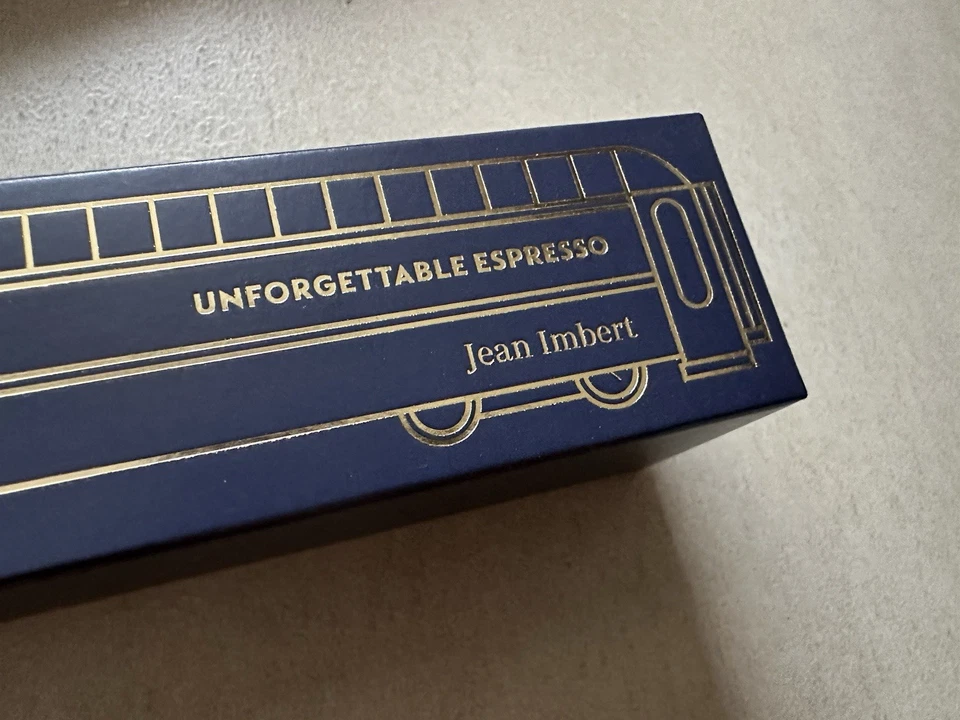 UNFORGETTABLE ESPRESSO
Jean Imbert